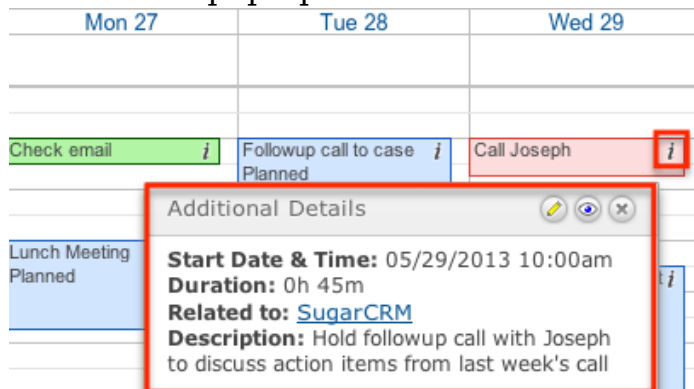 Mon 27 Tue 28 Wed 29
Check email i Followup call to case i Call Joseph i
Planned
Additional Details
Lunch Meeting
Planned
Start Date & Time: 05/29/2013 10:00am
Duration: 0h 45m
Related to: SugarCRM
Description: Hold followup call with Joseph
to discuss action items from last week's call
t i